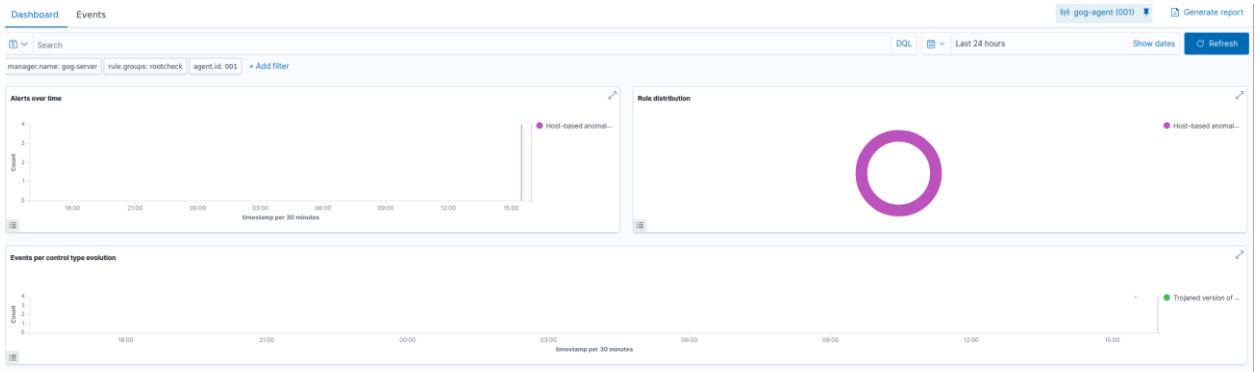 Dashboard Events gog-agent (001) Generate report
Search DQL Last 24 hours Show dates Refresh
manager.name: gog-server rule.groups: rootcheck agent.id: 001 + Add filter
Alerts over time
4
3
2
1
0
Count
18:00 21:00 00:00 03:00 06:00 09:00 12:00 15:00
timestamp per 30 minutes
Host-based anomal...
Rule distribution
Host-based anomal...
Events per control type evolution
4
3
2
1
0
Count
18:00 21:00 00:00 03:00 06:00 09:00 12:00 15:00
timestamp per 30 minutes
Trojaned version of ...